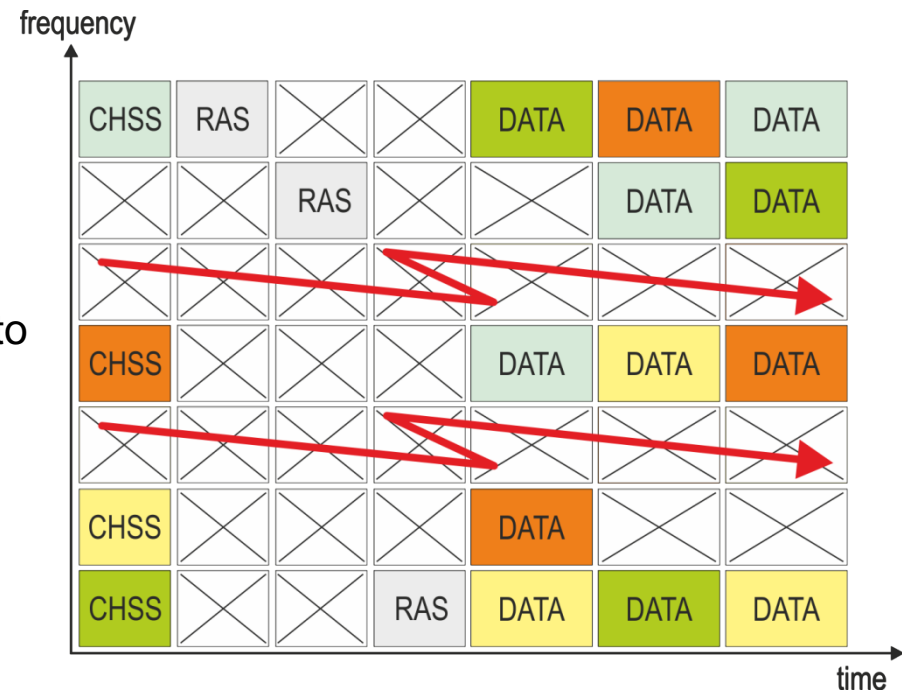 frequency
CHSS RAS DATA DATA DATA
RAS DATA DATA
to
CHSS DATA DATA DATA
CHSS DATA
CHSS RAS DATA DATA DATA
time